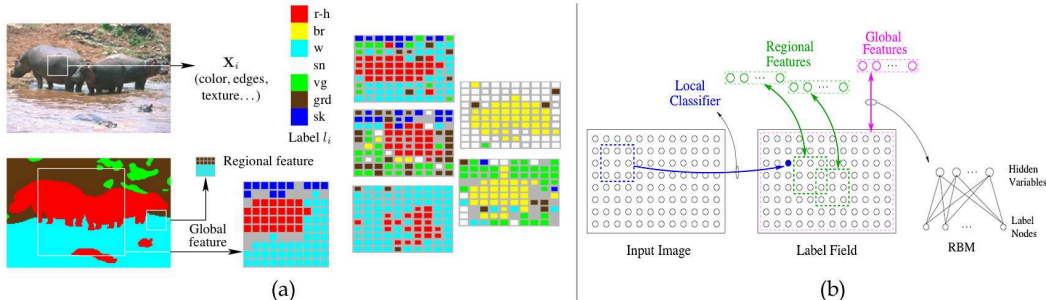 X_i
(color, edges,
texture…)
r-h
br
w
sn
vg
grd
sk
Label l_i
Regional feature
Global
feature
(a)
Local
Classifier
Regional
Features
...
...
Global
Features
...
Input Image
Label Field
...
Hidden
Variables
...
Label
Nodes
RBM
(b)